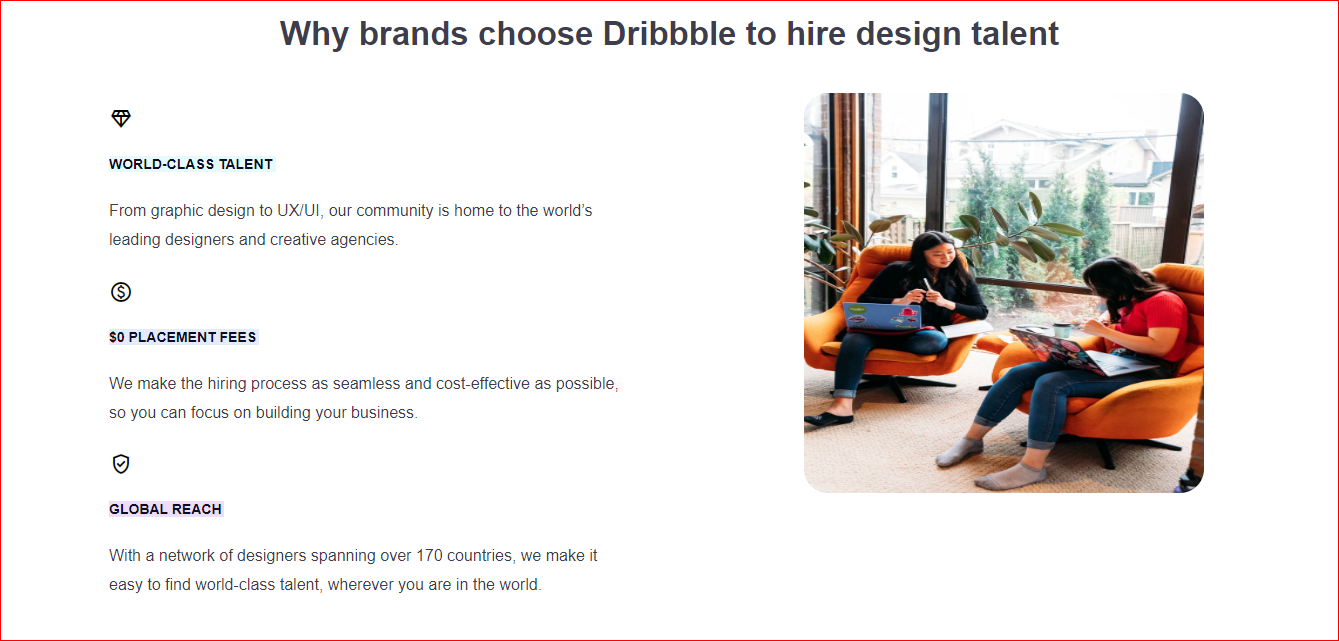 Why brands choose Dribbble to hire design talent
WORLD-CLASS TALENT
From graphic design to UX/UI, our community is home to the world’s
leading designers and creative agencies.
$0 PLACEMENT FEES
We make the hiring process as seamless and cost-effective as possible,
so you can focus on building your business.
GLOBAL REACH
With a network of designers spanning over 170 countries, we make it
easy to find world-class talent, wherever you are in the world.